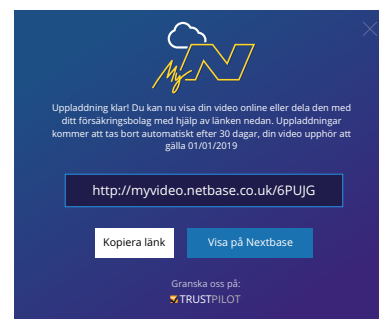 My N
Uppladdning klar! Du kan nu visa din video online eller dela den med
ditt försäkringsbolag med hjälp av länken nedan. Uppladdningar
kommer att tas bort automatiskt efter 30 dagar, din video upphör att
gälla 01/01/2019
http://myvideo.netbase.co.uk/6PUJG
Kopiera länk
Visa på Nextbase
Granska oss på:
TRUSTPILOT